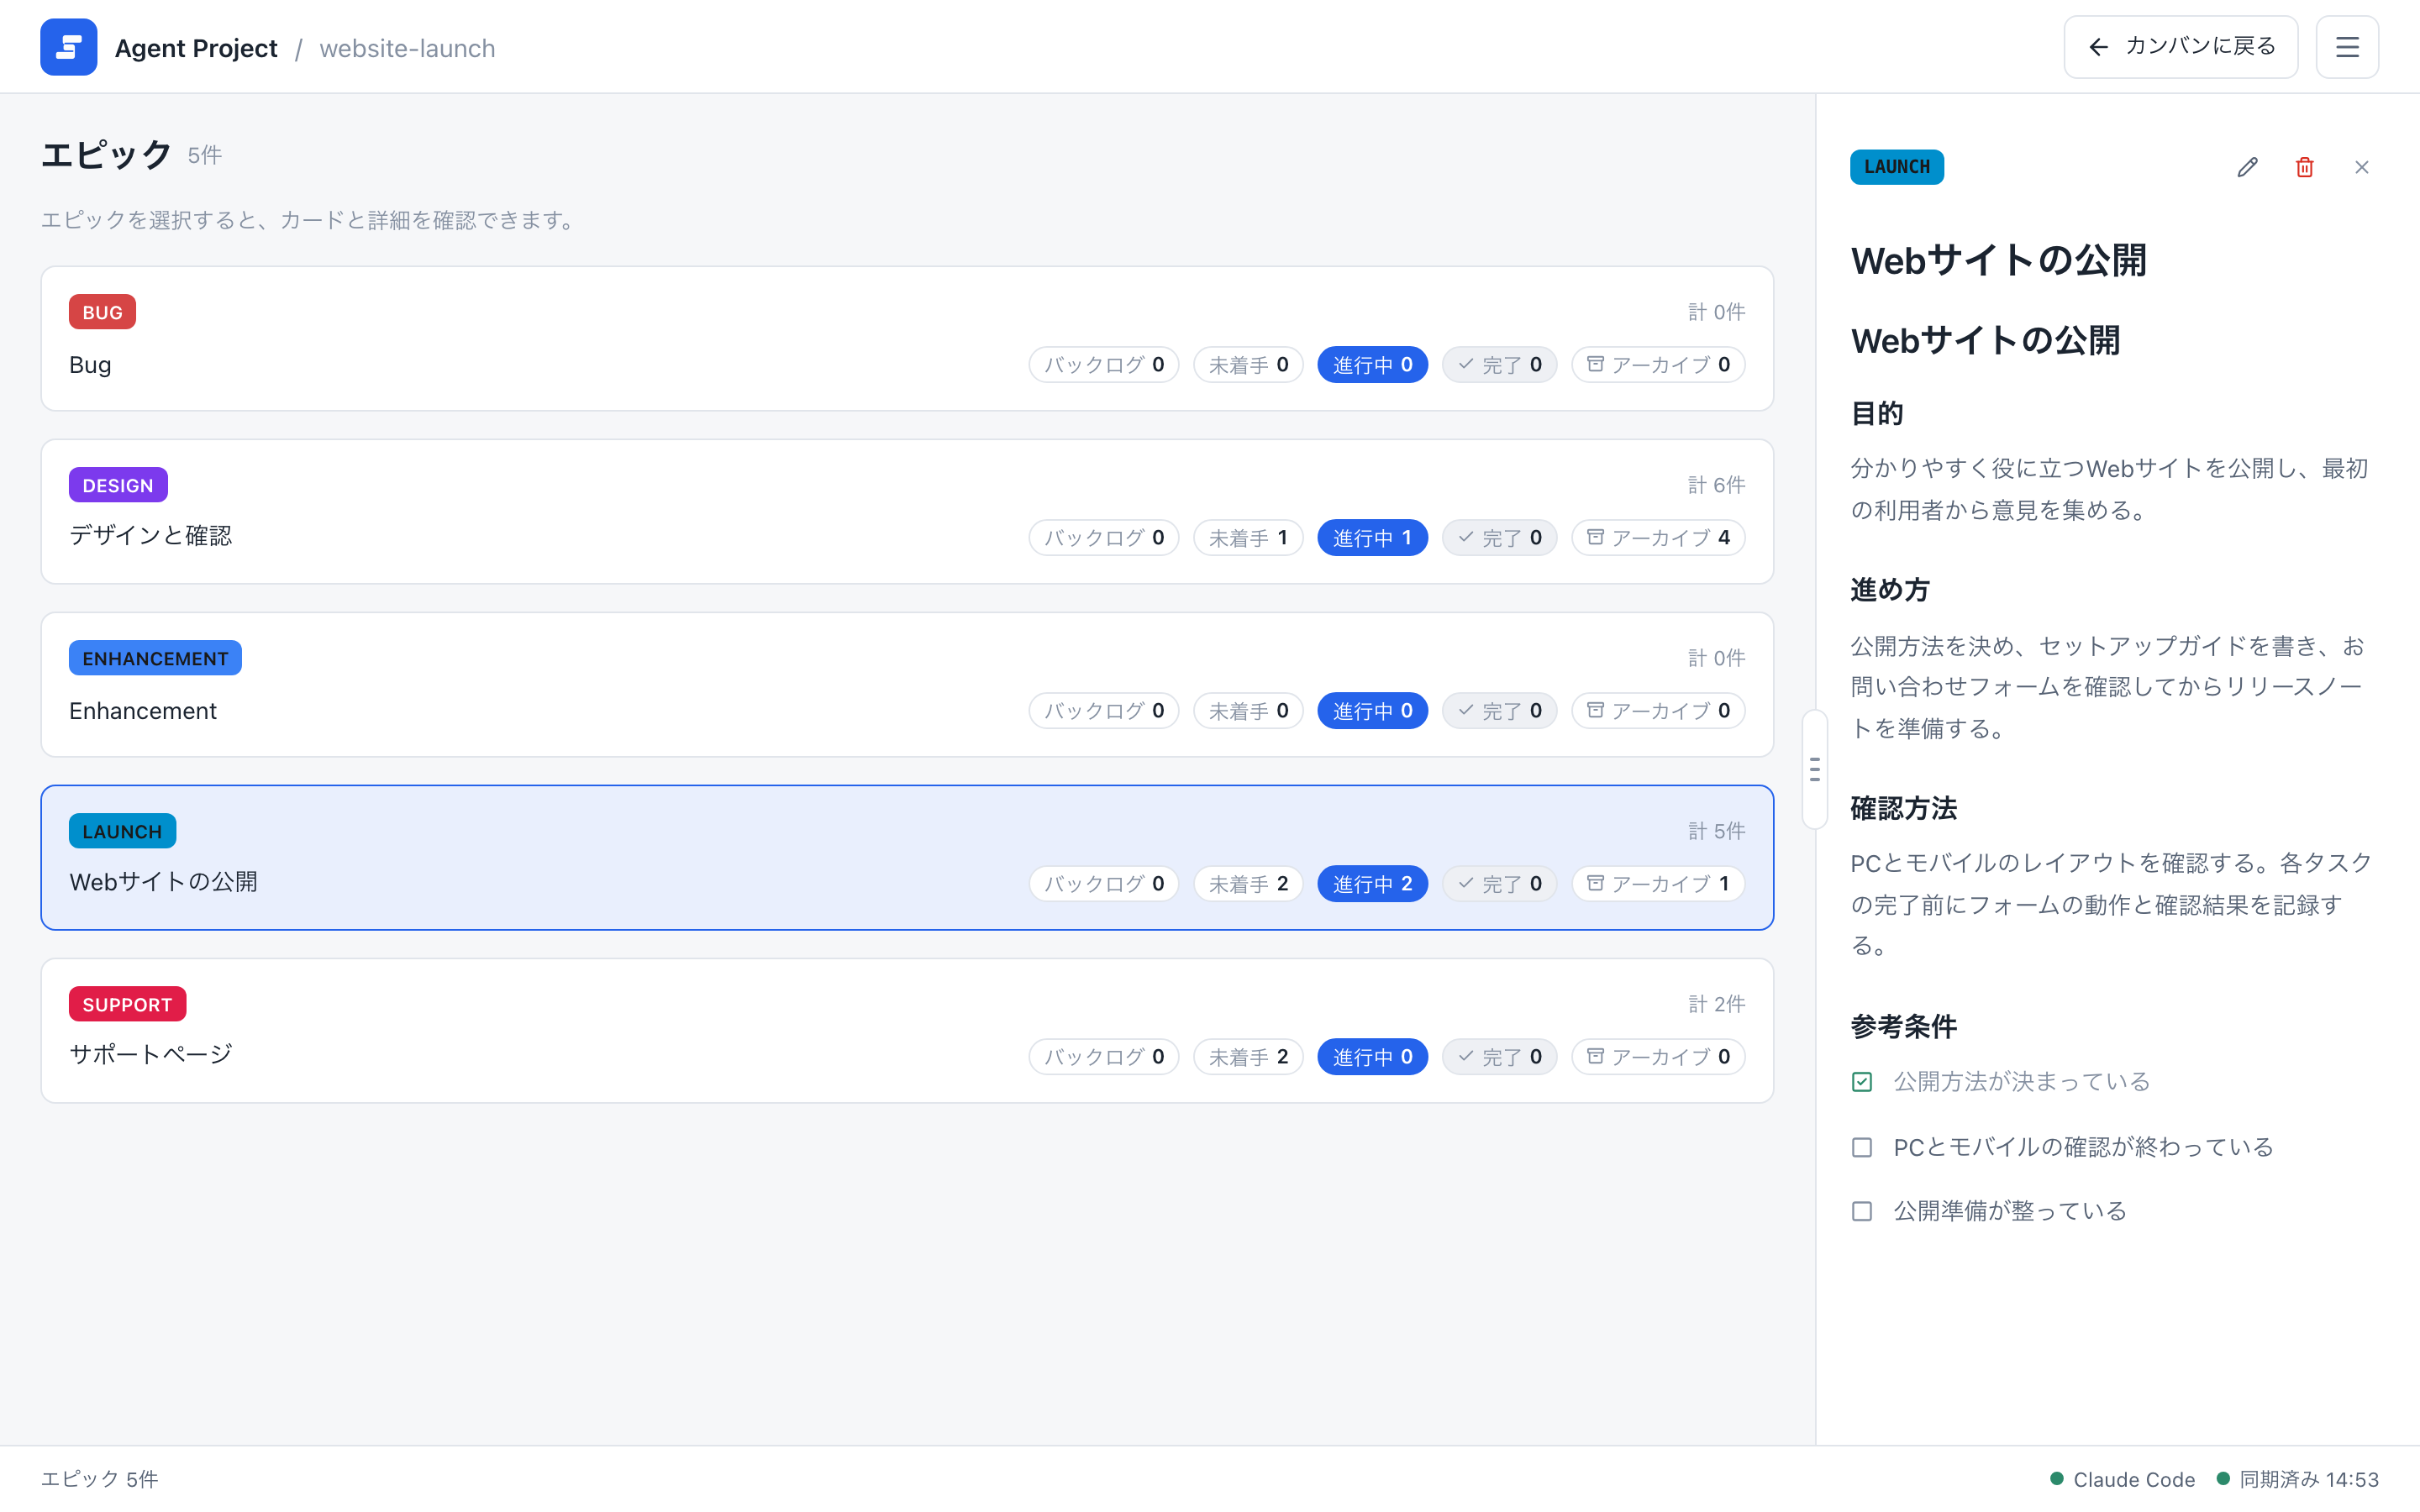 Agent Project / website-launch
カンバンに戻る
エピック 5件
エピックを選択すると、カードと詳細を確認できます。
BUG
計 0件
Bug
バックログ 0 未着手 0 進行中 0 完了 0 アーカイブ 0
DESIGN
計 6件
デザインと確認
バックログ 0 未着手 1 進行中 1 完了 0 アーカイブ 4
ENHANCEMENT
計 0件
Enhancement
バックログ 0 未着手 0 進行中 0 完了 0 アーカイブ 0
LAUNCH
計 5件
Webサイトの公開
バックログ 0 未着手 2 進行中 2 完了 0 アーカイブ 1
SUPPORT
計 2件
サポートページ
バックログ 0 未着手 2 進行中 0 完了 0 アーカイブ 0
LAUNCH
Webサイトの公開
Webサイトの公開
目的
分かりやすく役に立つWebサイトを公開し、最初
の利用者から意見を集める。
進め方
公開方法を決め、セットアップガイドを書き、お
問い合わせフォームを確認してからリリースノー
トを準備する。
確認方法
PCとモバイルのレイアウトを確認する。各タスク
の完了前にフォームの動作と確認結果を記録す
る。
参考条件
公開方法が決まっている
PCとモバイルの確認が終わっている
公開準備が整っている
エピック 5件
Claude Code 同期済み 14:53